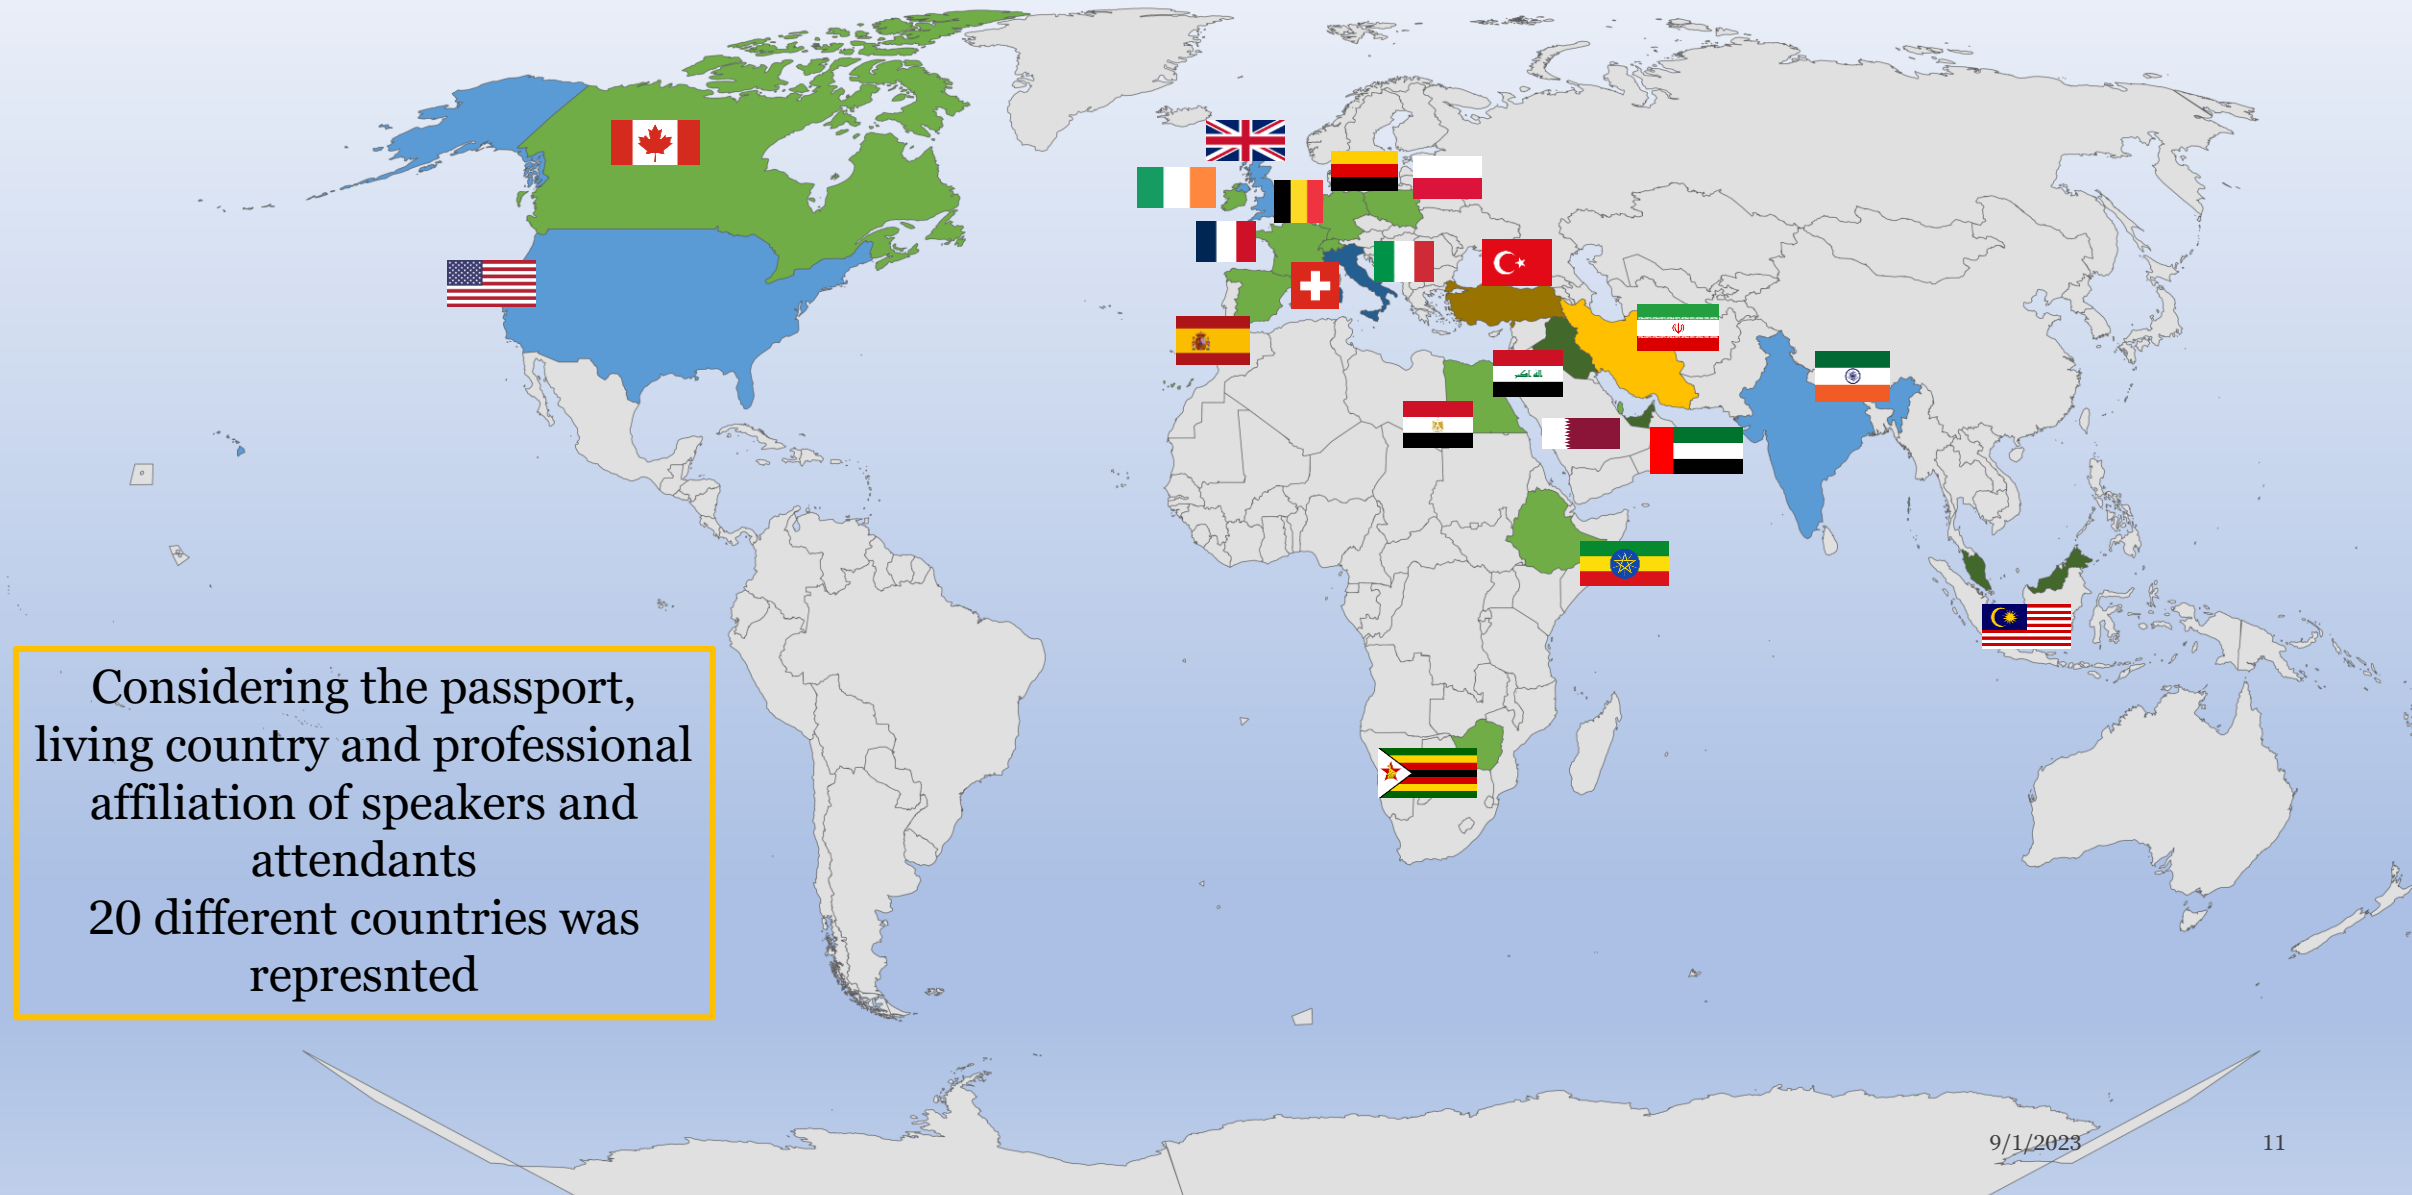 Considering the passport,
living country and professional
affiliation of speakers and
attendants
20 different countries was
represnted
9/1/2023
11